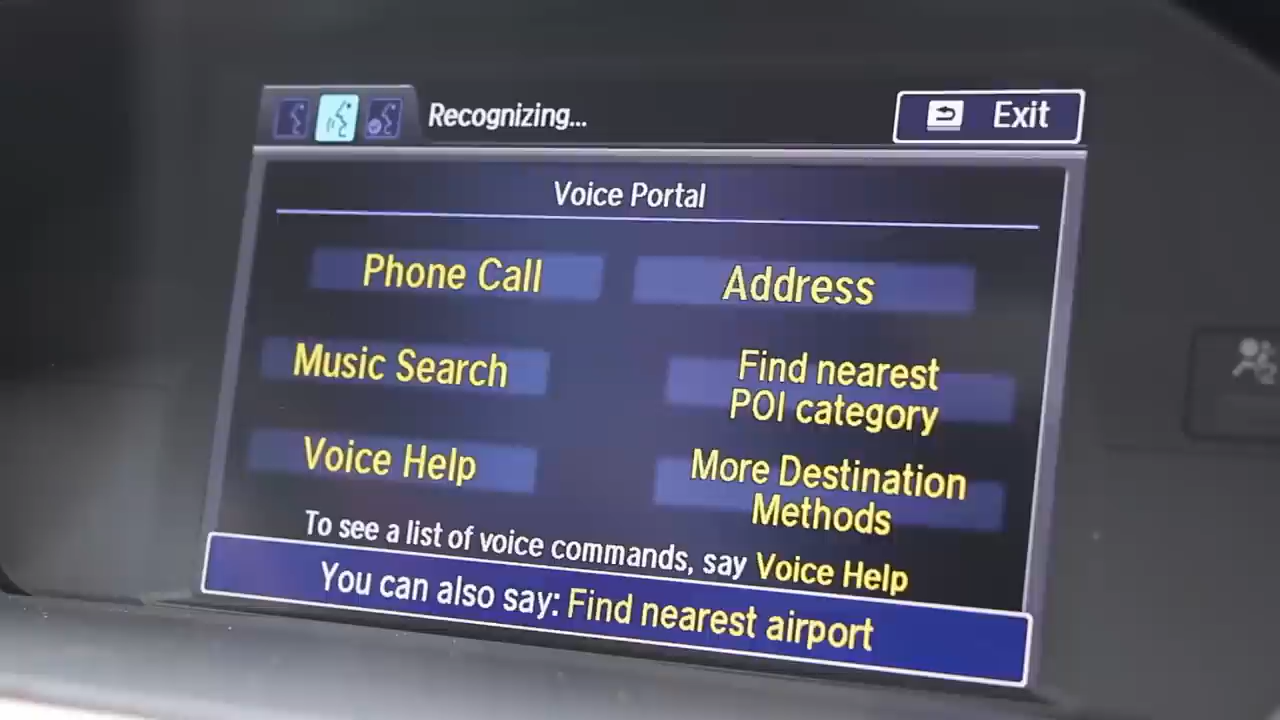 Recognizing...
Exit
Voice Portal
Phone Call
Address
Music Search
Find nearest
POI category
Voice Help
More Destination
Methods
To see a list of voice commands, say Voice Help
You can also say: Find nearest airport